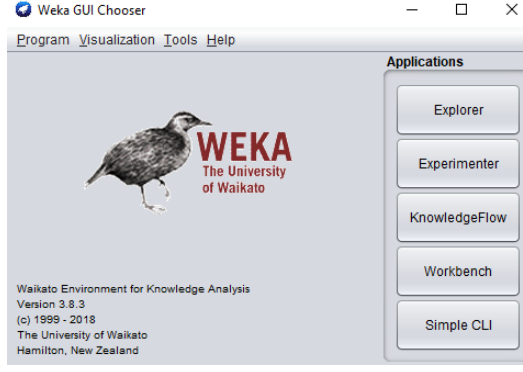 Weka GUI Chooser
Program Visualization Tools Help
Applications
Explorer
Experimenter
KnowledgeFlow
Workbench
Simple CLI
WEKA
The University
of Waikato
Waikato Environment for Knowledge Analysis
Version 3.8.3
(c) 1999 - 2018
The University of Waikato
Hamilton, New Zealand